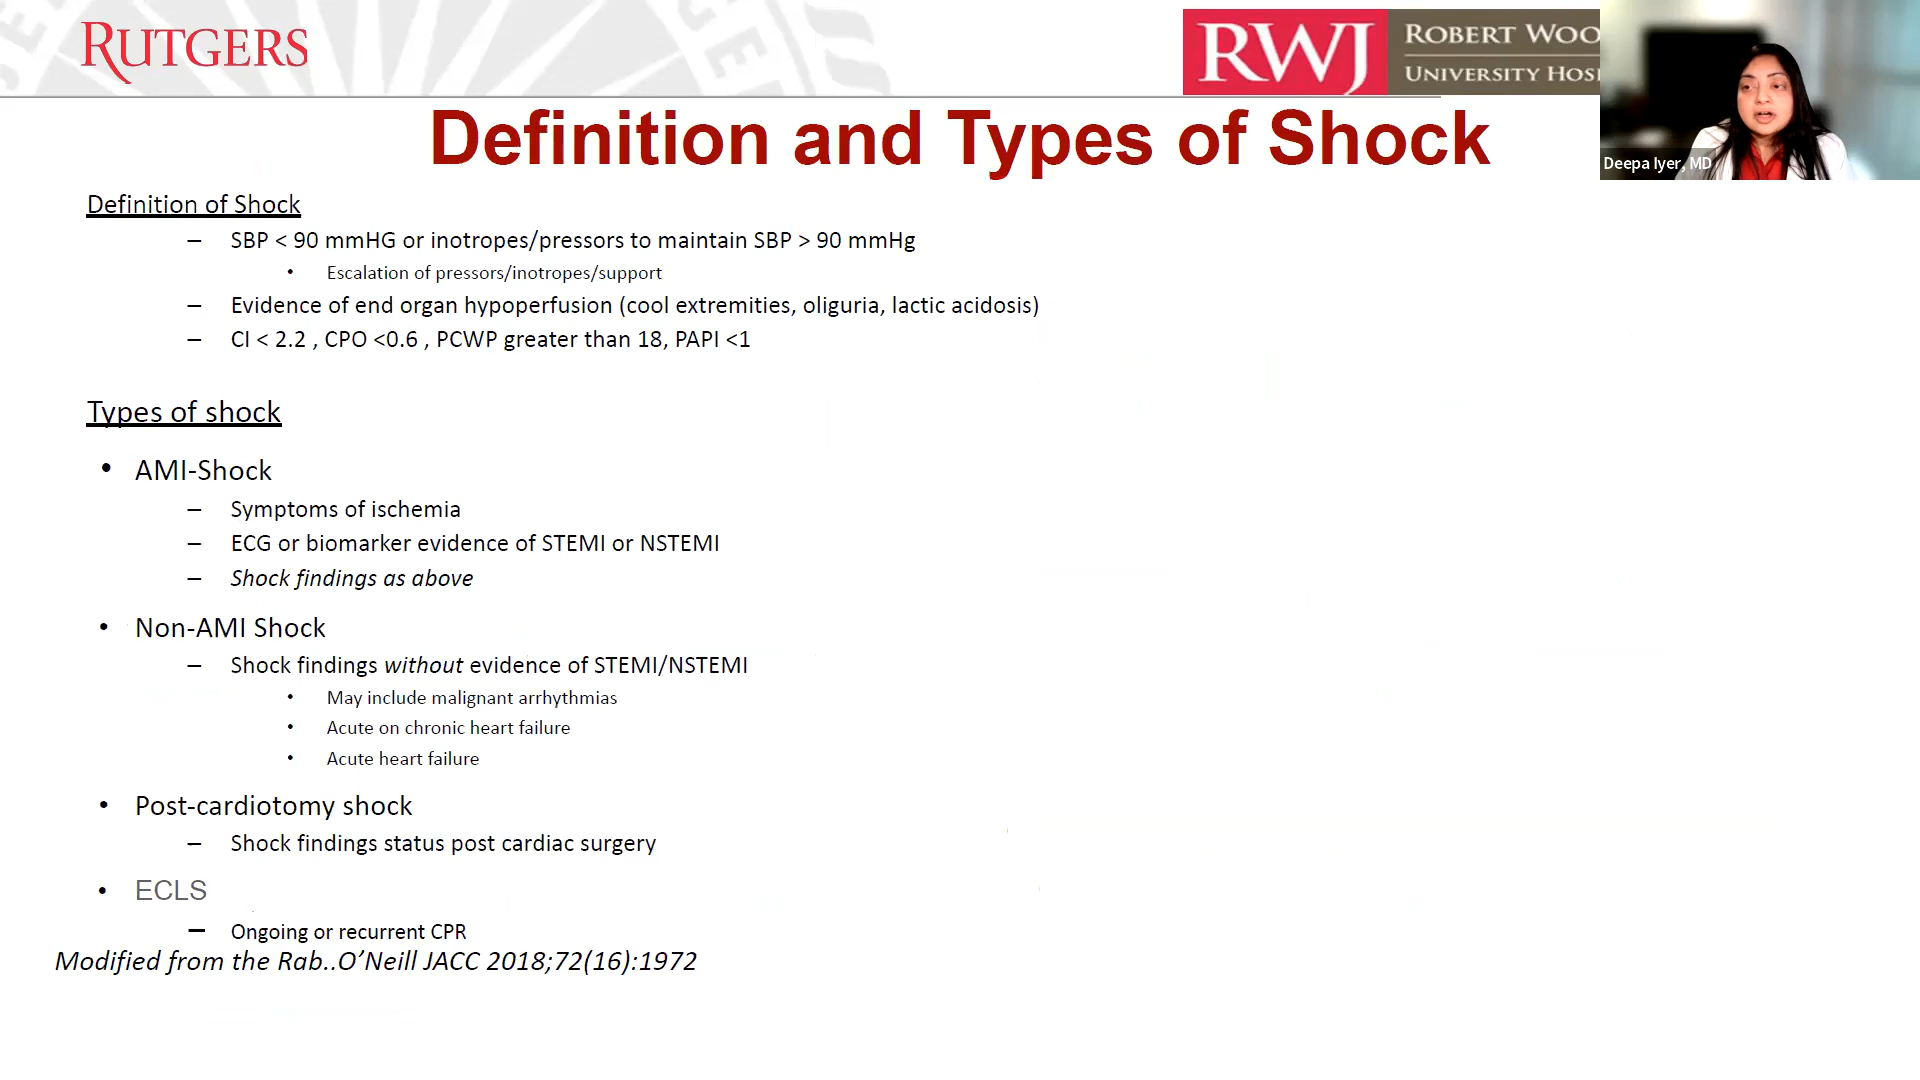 RUTGERS
RWJ
ROBERT WOO
UNIVERSITY HOS
Definition and Types of Shock
Deepa Iyer, MD
Definition of Shock
– SBP < 90 mmHG or inotropes/pressors to maintain SBP > 90 mmHg
• Escalation of pressors/inotropes/support
– Evidence of end organ hypoperfusion (cool extremities, oliguria, lactic acidosis)
– CI < 2.2 , CPO <0.6 , PCWP greater than 18, PAPI <1
Types of shock
• AMI-Shock
– Symptoms of ischemia
– ECG or biomarker evidence of STEMI or NSTEMI
– Shock findings as above
• Non-AMI Shock
– Shock findings without evidence of STEMI/NSTEMI
• May include malignant arrhythmias
• Acute on chronic heart failure
• Acute heart failure
• Post-cardiotomy shock
– Shock findings status post cardiac surgery
• ECLS
– Ongoing or recurrent CPR
Modified from the Rab..O’Neill JACC 2018;72(16):1972